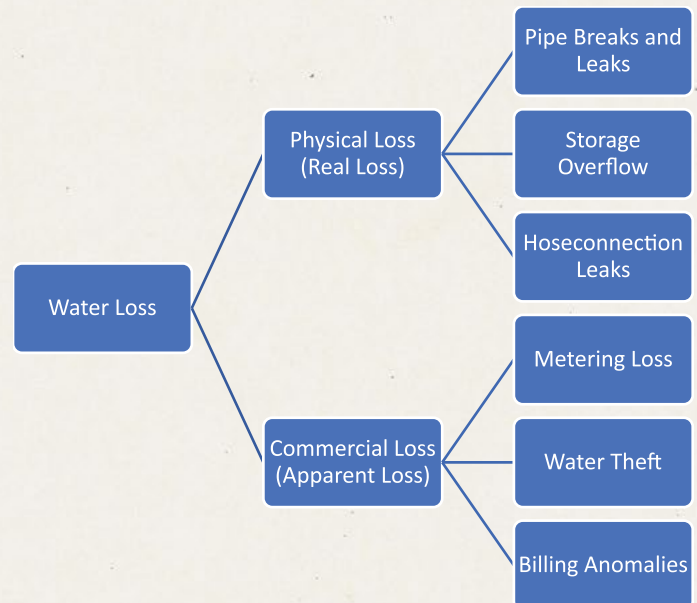 Water Loss
Physical Loss
(Real Loss)
Pipe Breaks and
Leaks
Storage
Overflow
Hoseconnection
Leaks
Commercial Loss
(Apparent Loss)
Metering Loss
Water Theft
Billing Anomalies